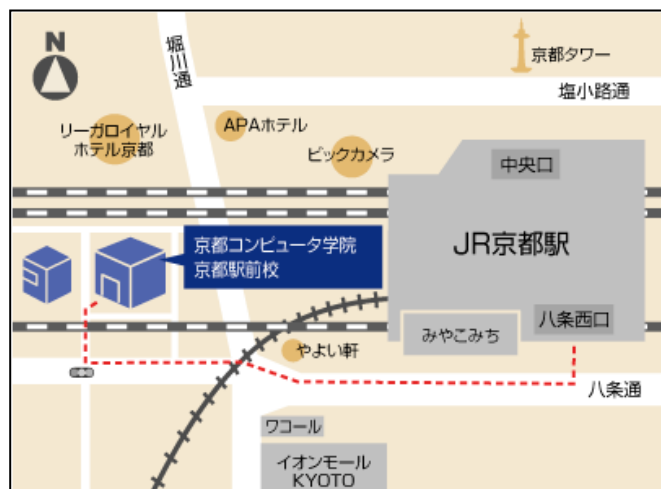 N
堀川通
京都タワー
塩小路通
リーガロイヤル
ホテル京都
APAホテル
ビックカメラ
中央口
JR京都駅
京都コンピュータ学院
京都駅前校
八条西口
みやこみち
やよい軒
八条通
ワコール
イオンモール
KYOTO